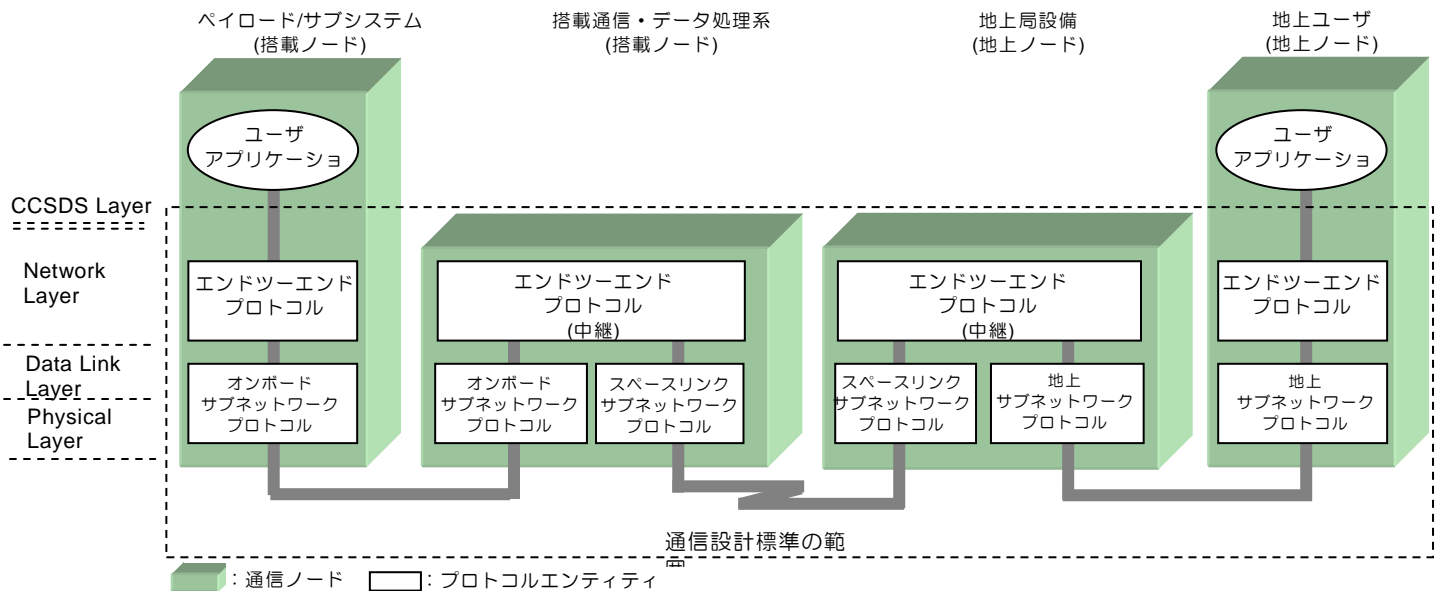 ペイロード/サブシステム
(搭載ノード)
搭載通信・データ処理系
(搭載ノード)
地上局設備
(地上ノード)
地上ユーザ
(地上ノード)
ユーザ
アプリケーショ
ユーザ
アプリケーショ
CCSDS Layer
Network
Layer
エンドツーエンド
プロトコル
エンドツーエンド
プロトコル
(中継)
エンドツーエンド
プロトコル
(中継)
エンドツーエンド
プロトコル
Data Link
Layer
Physical
Layer
オンボード
サブネットワーク
プロトコル
オンボード
サブネットワーク
プロトコル
スペースリンク
サブネットワーク
プロトコル
スペースリンク
サブネットワーク
プロトコル
地上
サブネットワーク
プロトコル
地上
サブネットワーク
プロトコル
通信設計標準の範
:通信ノード
:プロトコルエンティティ